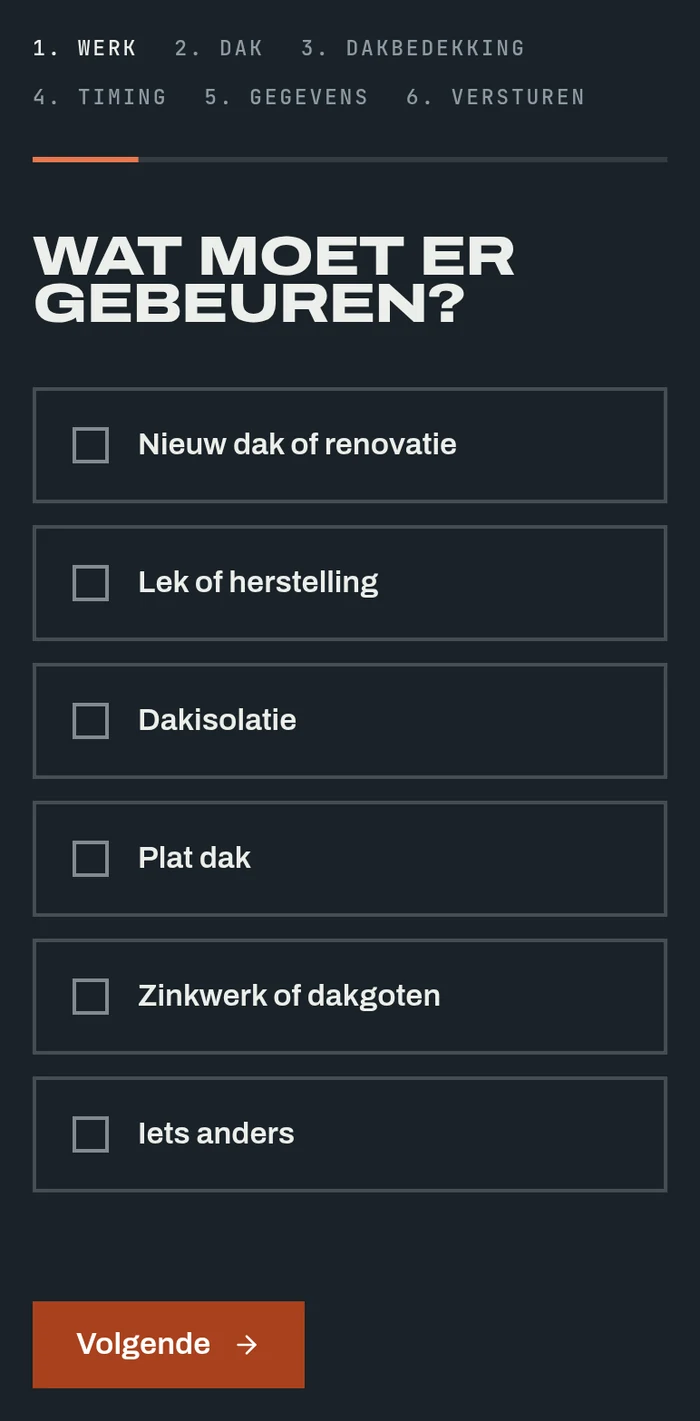 1. WERK 2. DAK 3. DAKBEDEKKING
4. TIMING 5. GEGEVENS 6. VERSTUREN
WAT MOET ER
GEBEUREN?
Nieuw dak of renovatie
Lek of herstelling
Dakisolatie
Plat dak
Zinkwerk of dakgoten
Iets anders
Volgende →